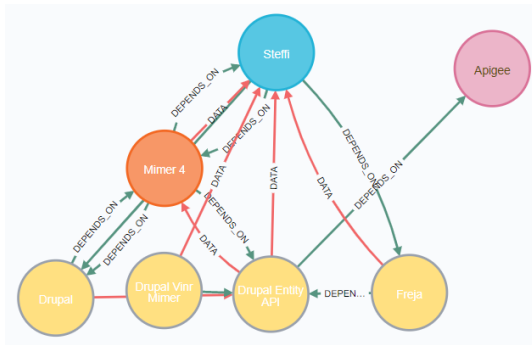 Steffi
Apigee
DEPENDS_ON
DATA
DEPENDS_ON
DEPENDS_ON
DEPENDS_ON
Mimer 4
DATA
DATA
DATA
DEPENDS_ON
DEPENDS_ON
DEPENDS_ON
DATA
Drupal
Drupal Vinr
Mimer
Drupal Entity
API
DEPEN...
Freja